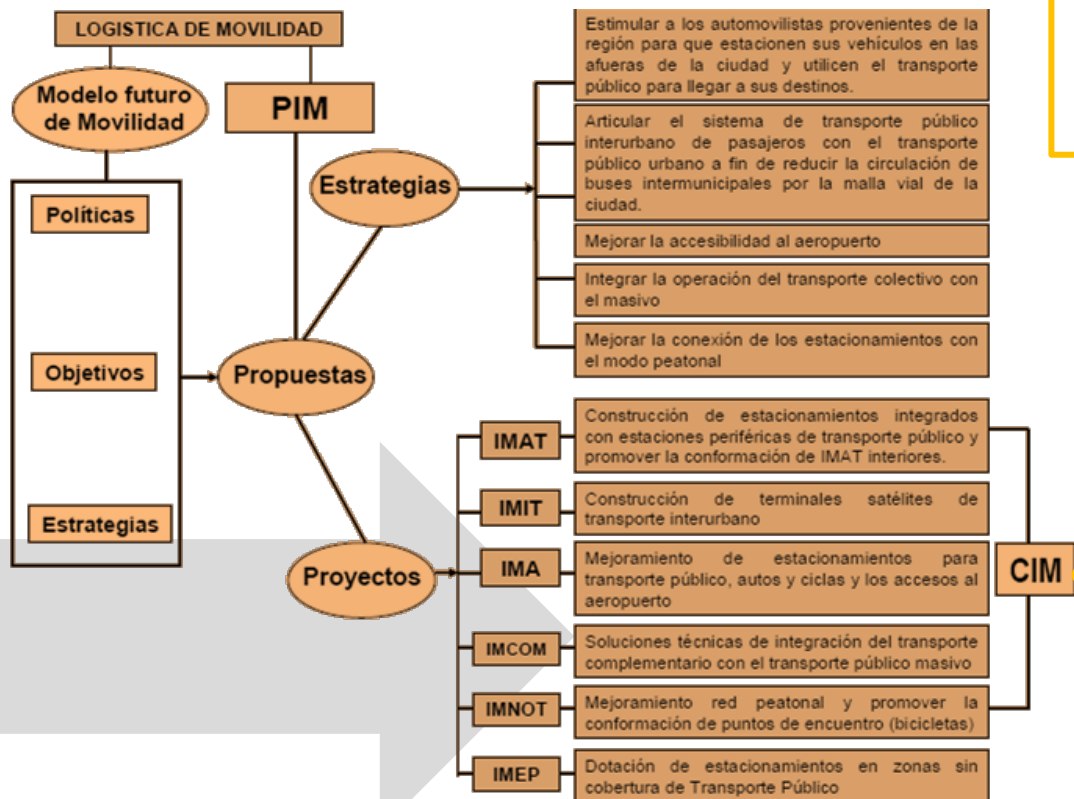 LOGISTICA DE MOVILIDAD
Modelo futuro
de Movilidad
PIM
Políticas
Objetivos
Estrategias
Propuestas
Estrategias
Estimular a los automovilistas provenientes de la
región para que estacionen sus vehículos en las
afueras de la ciudad y utilicen el transporte
público para llegar a sus destinos.
Articular el sistema de transporte público
interurbano de pasajeros con el transporte
público urbano a fin de reducir la circulación de
buses intermunicipales por la malla vial de la
ciudad.
Mejorar la accesibilidad al aeropuerto
Integrar la operación del transporte colectivo con
el masivo
Mejorar la conexión de los estacionamientos con
el modo peatonal
Proyectos
IMAT
Construcción de estacionamientos integrados
con estaciones periféricas de transporte público y
promover la conformación de IMAT interiores.
IMIT
Construcción de terminales satélites de
transporte interurbano
IMA
Mejoramiento de estacionamientos para
transporte público, autos y ciclas y los accesos al
aeropuerto
IMCOM
Soluciones técnicas de integración del transporte
complementario con el transporte público masivo
IMNOT
Mejoramiento red peatonal y promover la
conformación de puntos de encuentro (bicicletas)
IMEP
Dotación de estacionamientos en zonas sin
cobertura de Transporte Público
CIM